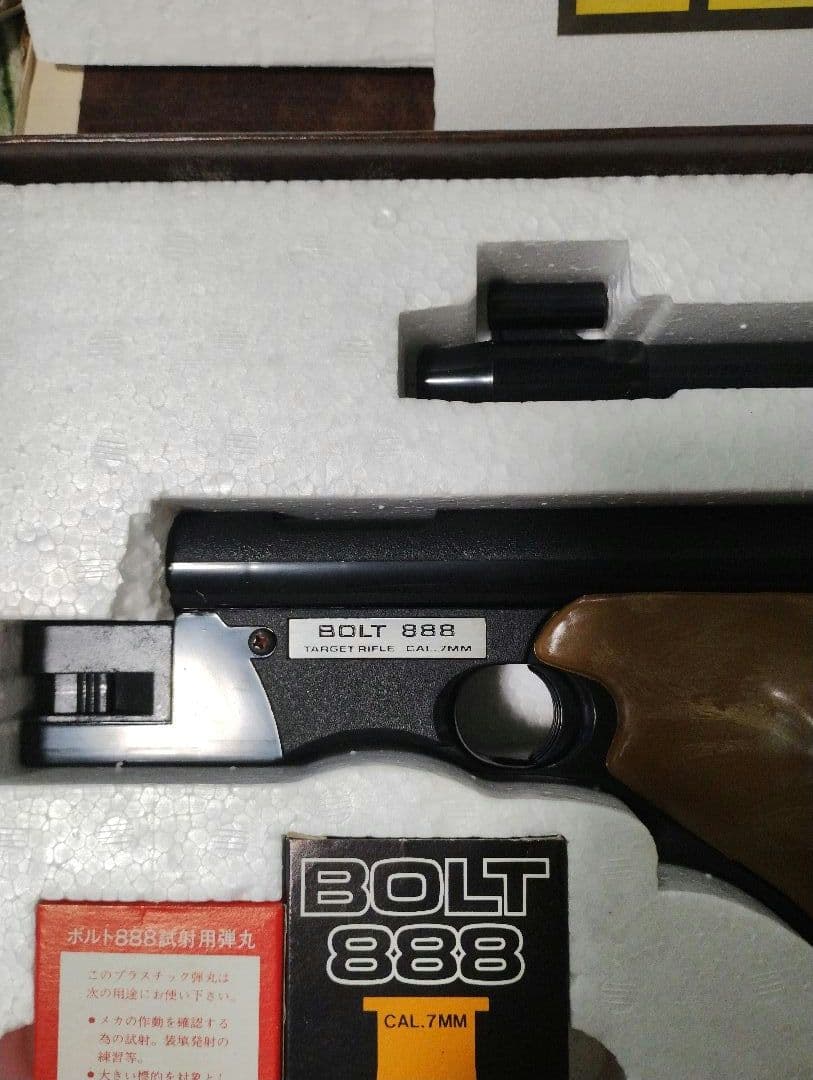 BOLT 888
TARGET RIFLE CAL.7MM
BOLT
888
CAL.7MM
ボルト888試射用弾丸
このプラスチック弾丸は
次の用途にお使い下さい。
● メカの作動を確認する
為の試射。装填発射の
練習等。
● 大きい標的を対象とし